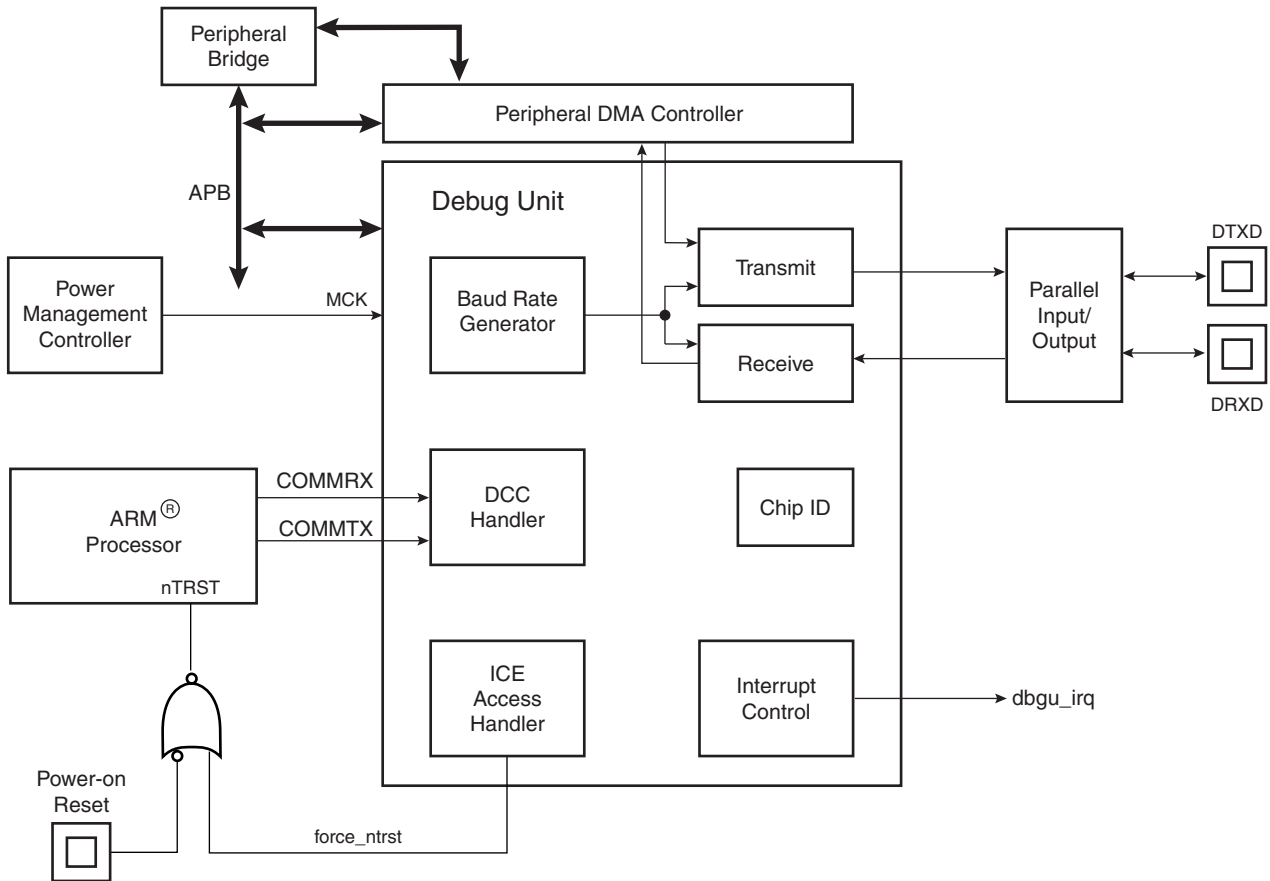 Peripheral
Bridge
Peripheral DMA Controller
APB
Debug Unit
Power
Management
Controller
MCK
Baud Rate
Generator
Transmit
Receive
Parallel
Input/
Output
DTXD
DRXD
ARM®
Processor
nTRST
COMMRX
COMMTX
DCC
Handler
Chip ID
ICE
Access
Handler
Interrupt
Control
dbgu_irq
Power-on
Reset
force_ntrst